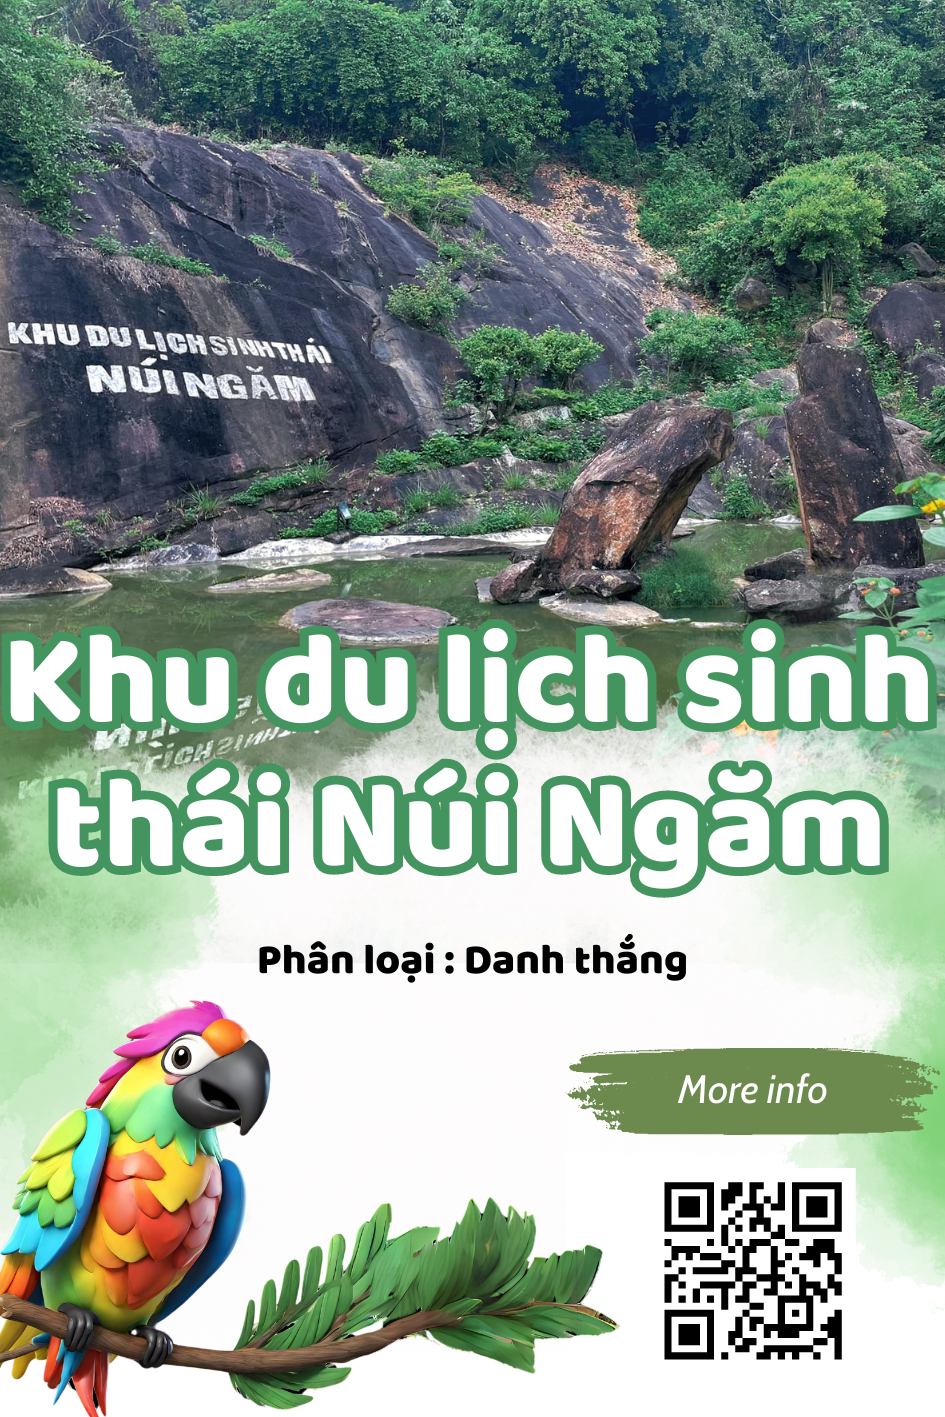 KHU DU LỊCH SINH THÁI
NÚI NGĂM
Khu du lịch sinh
thái Núi Ngăm
Phân loại : Danh thắng
More info